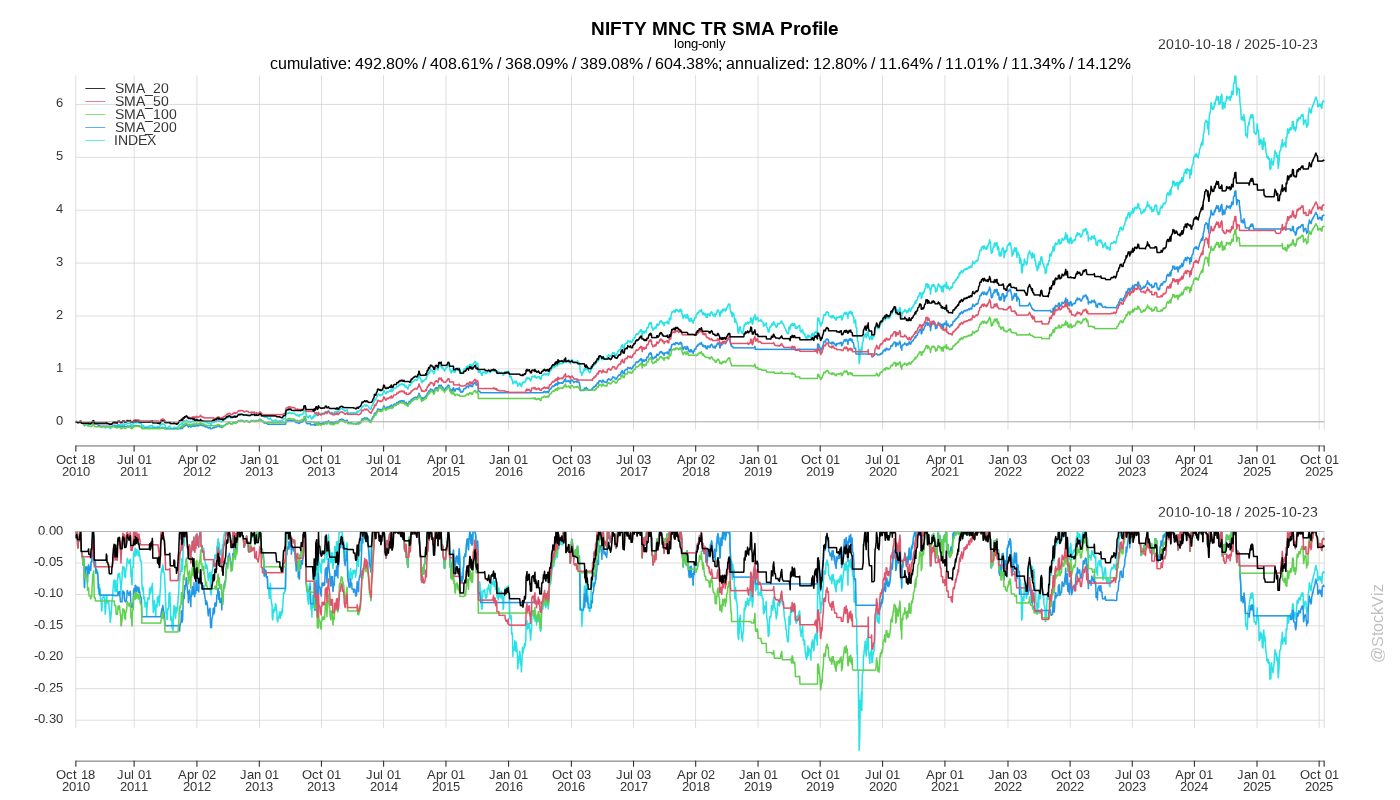 NIFTY MNC TR SMA Profile
long-only
2010-10-18 / 2025-10-23
cumulative: 492.80% / 408.61% / 368.09% / 389.08% / 604.38%; annualized: 12.80% / 11.64% / 11.01% / 11.34% / 14.12%
SMA_20
SMA_50
SMA_100
SMA_200
INDEX
6
5
4
3
2
1
0
Oct 18 Jul 01 Apr 02 Jan 01 Oct 01 Jul 01 Apr 01 Jan 01 Oct 03 Jul 03 Apr 02 Jan 01 Oct 01 Jul 01 Apr 01 Jan 03 Oct 03 Jul 03 Apr 01 Jan 01 Oct 01
2010 2011 2012 2013 2013 2014 2015 2016 2016 2017 2018 2019 2019 2020 2021 2022 2022 2023 2024 2025 2025
2010-10-18 / 2025-10-23
0.00
-0.05
-0.10
-0.15
-0.20
-0.25
-0.30
Oct 18 Jul 01 Apr 02 Jan 01 Oct 01 Jul 01 Apr 01 Jan 01 Oct 03 Jul 03 Apr 02 Jan 01 Oct 01 Jul 01 Apr 01 Jan 03 Oct 03 Jul 03 Apr 01 Jan 01 Oct 01
2010 2011 2012 2013 2013 2014 2015 2016 2016 2017 2018 2019 2019 2020 2021 2022 2022 2023 2024 2025 2025
@StockViz